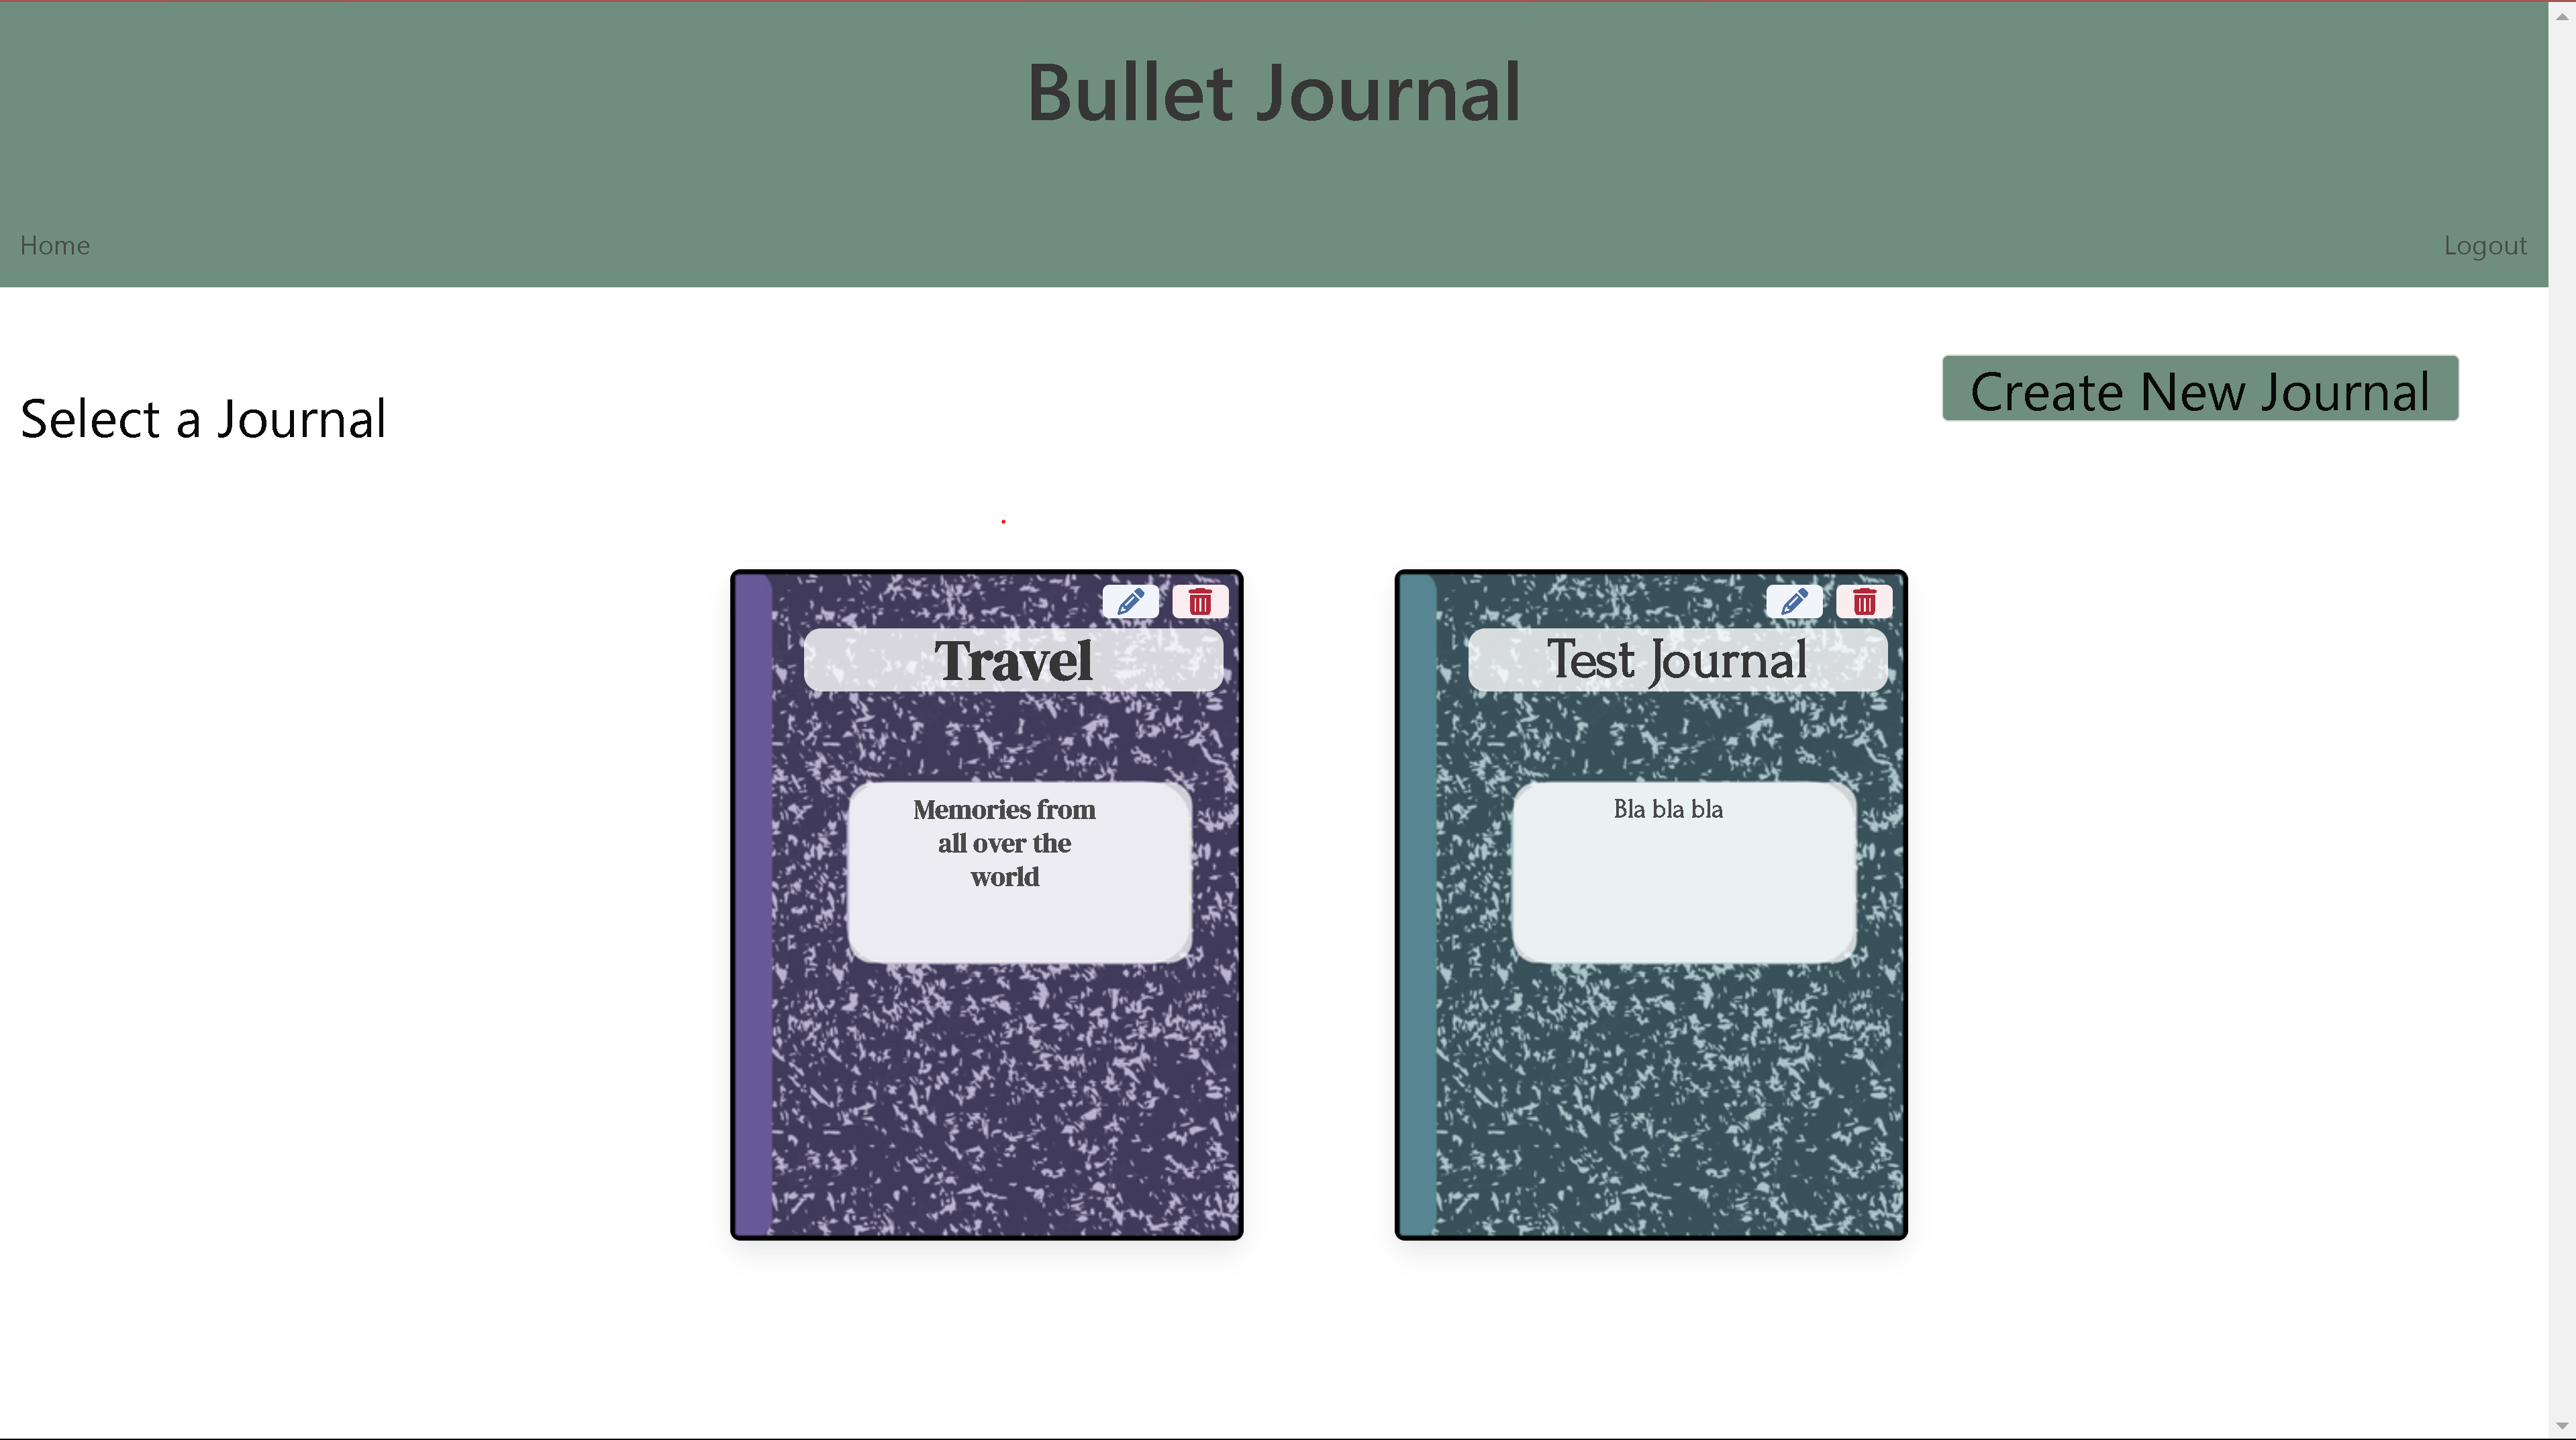 Bullet Journal
Home
Logout
Create New Journal
Select a Journal
Travel
Memories from
all over the
world
Test Journal
Bla bla bla